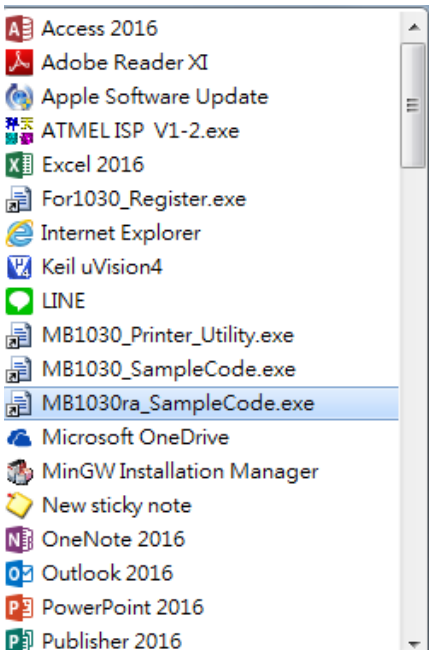 Access 2016
Adobe Reader XI
Apple Software Update
ATMEL ISP V1-2.exe
Excel 2016
For1030_Register.exe
Internet Explorer
Keil uVision4
LINE
MB1030_Printer_Utility.exe
MB1030_SampleCode.exe
MB1030ra_SampleCode.exe
Microsoft OneDrive
MinGW Installation Manager
New sticky note
OneNote 2016
Outlook 2016
PowerPoint 2016
Publisher 2016